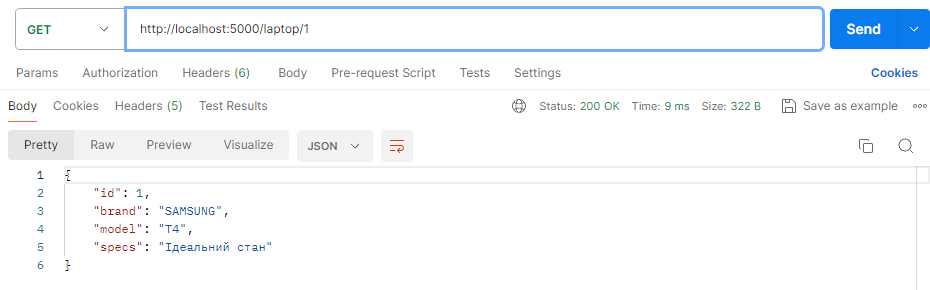 GET http://localhost:5000/laptop/1 Send
Params Authorization Headers (6) Body Pre-request Script Tests Settings Cookies
Body Cookies Headers (5) Test Results Status: 200 OK Time: 9 ms Size: 322 B Save as example
Pretty Raw Preview Visualize JSON
1 {
2 "id": 1,
3 "brand": "SAMSUNG",
4 "model": "T4",
5 "specs": "Ідеальний стан"
6 }